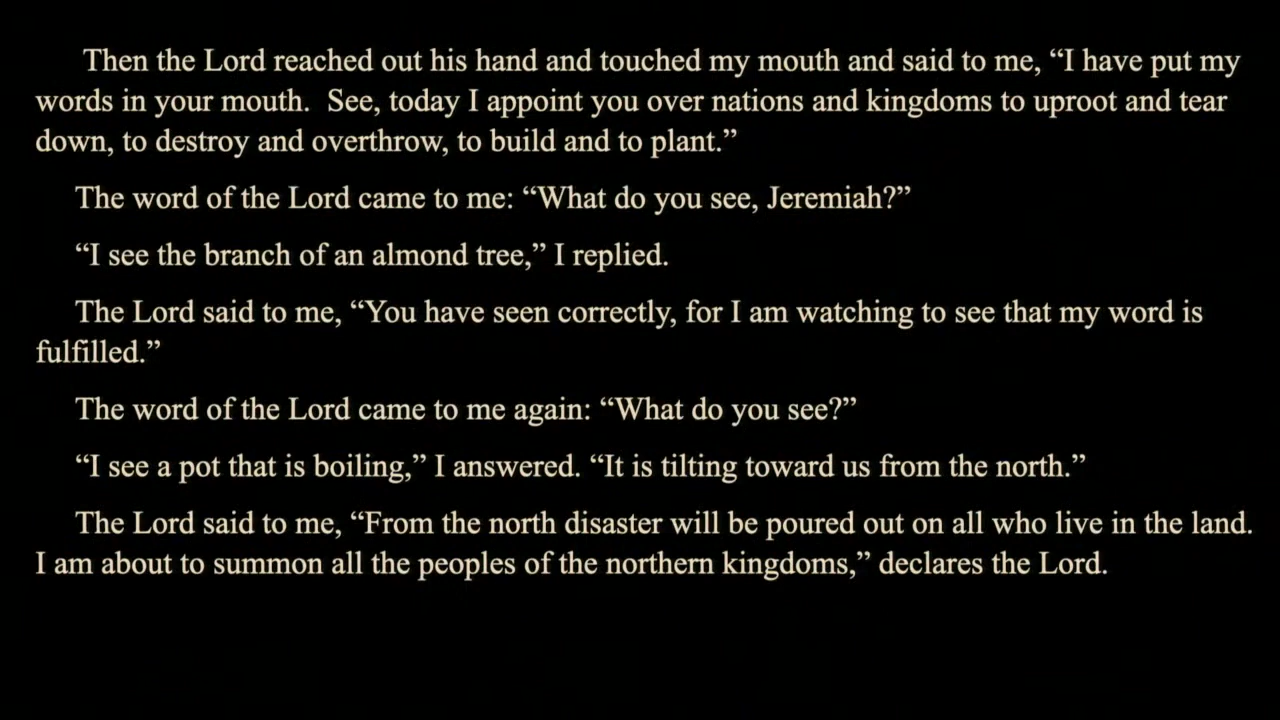 Then the Lord reached out his hand and touched my mouth and said to me, “I have put my
words in your mouth.  See, today I appoint you over nations and kingdoms to uproot and tear
down, to destroy and overthrow, to build and to plant.”
The word of the Lord came to me: “What do you see, Jeremiah?”
“I see the branch of an almond tree,” I replied.
The Lord said to me, “You have seen correctly, for I am watching to see that my word is
fulfilled.”
The word of the Lord came to me again: “What do you see?”
“I see a pot that is boiling,” I answered. “It is tilting toward us from the north.”
The Lord said to me, “From the north disaster will be poured out on all who live in the land.
I am about to summon all the peoples of the northern kingdoms,” declares the Lord.